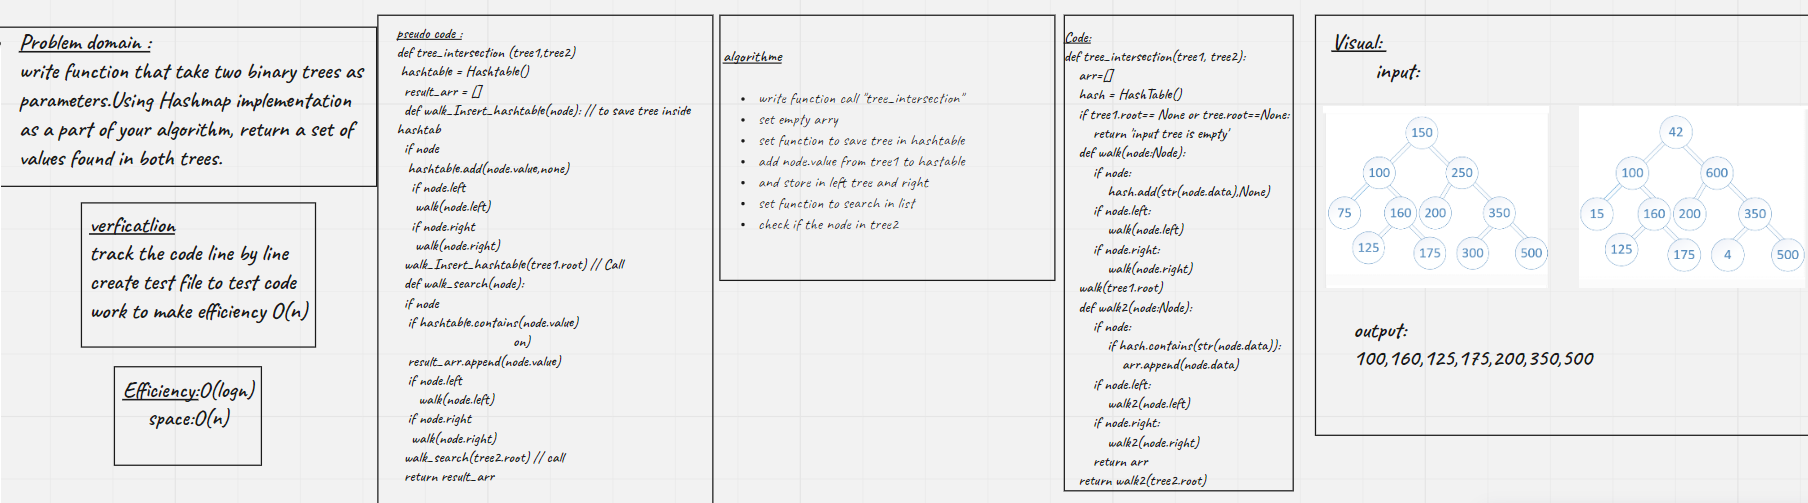 Problem domain :
write function that take two binary trees as
parameters.Using Hashmap implementation
as a part of your algorithm, return a set of
values found in both trees.
verficatlion
track the code line by line
create test file to test code
work to make efficiency O(n)
Efficiency:O(logn)
space:O(n)
pseudo code :
def tree_intersection (tree1,tree2)
hashtable = Hashtable()
result_arr = []
def walk_Insert_hashtable(node): // to save tree inside
hashtab
if node
hashtable.add(node.value,none)
if node.left
walk(node.left)
if node.right
walk(node.right)
walk_Insert_hashtable(tree1.root) // Call
def walk_search(node):
if node
if hashtable.contains(node.value)
on)
result_arr.append(node.value)
if node.left
walk(node.left)
if node.right
walk(node.right)
walk_search(tree2.root) // call
return result_arr
algorithme
• write function call "tree_intersection"
• set empty arry
• set function to save tree in hashtable
• add node.value from tree1 to hastable
• and store in left tree and right
• set function to search in list
• check if the node in tree2
Code:
def tree_intersection(tree1, tree2):
arr=[]
hash = HashTable()
if tree1.root== None or tree.root==None:
return 'input tree is empty'
def walk(node:Node):
if node:
hash.add(str(node.data),None)
if node.left:
walk(node.left)
if node.right:
walk(node.right)
walk(tree1.root)
def walk2(node:Node):
if node:
if hash.contains(str(node.data)):
arr.append(node.data)
if node.left:
walk2(node.left)
if node.right:
walk2(node.right)
return arr
return walk2(tree2.root)
Visual:
input:
150
100 250
75 160 200 350
125 175 300 500
42
100 600
15 160 200 350
125 175 4 500
output:
100,160,125,175,200,350,500